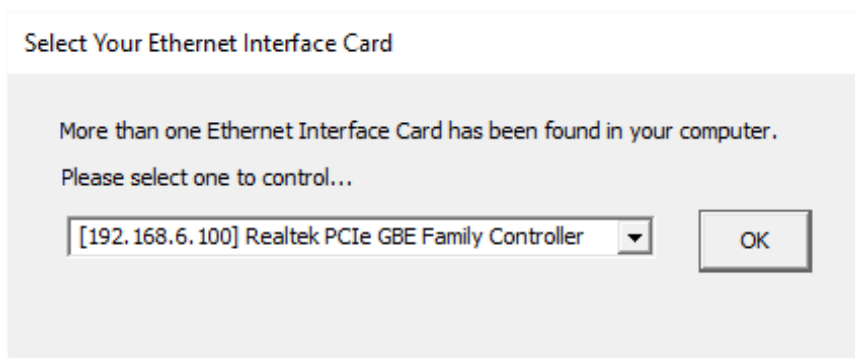 Select Your Ethernet Interface Card
More than one Ethernet Interface Card has been found in your computer.
Please select one to control...
[192.168.6.100] Realtek PCIe GBE Family Controller
OK